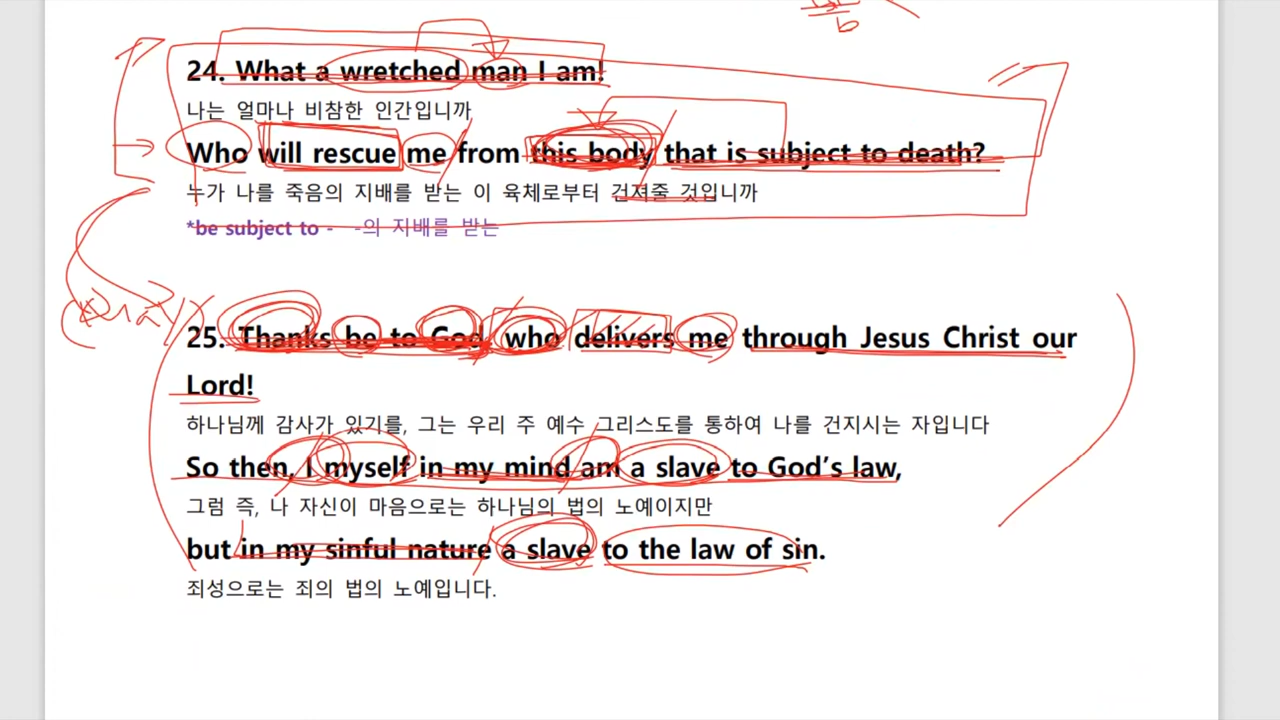 24. What a wretched man I am!
나는 얼마나 비참한 인간입니까
Who will rescue me from this body that is subject to death?
누가 나를 죽음의 지배를 받는 이 육체로부터 건져줄 것입니까
*be subject to - -의 지배를 받는
25. Thanks be to God, who delivers me through Jesus Christ our
Lord!
하나님께 감사가 있기를, 그는 우리 주 예수 그리스도를 통하여 나를 건지시는 자입니다
So then, I myself in my mind am a slave to God's law,
그럼 즉, 나 자신이 마음으로는 하나님의 법의 노예이지만
but in my sinful nature a slave to the law of sin.
죄성으로는 죄의 법의 노예입니다.